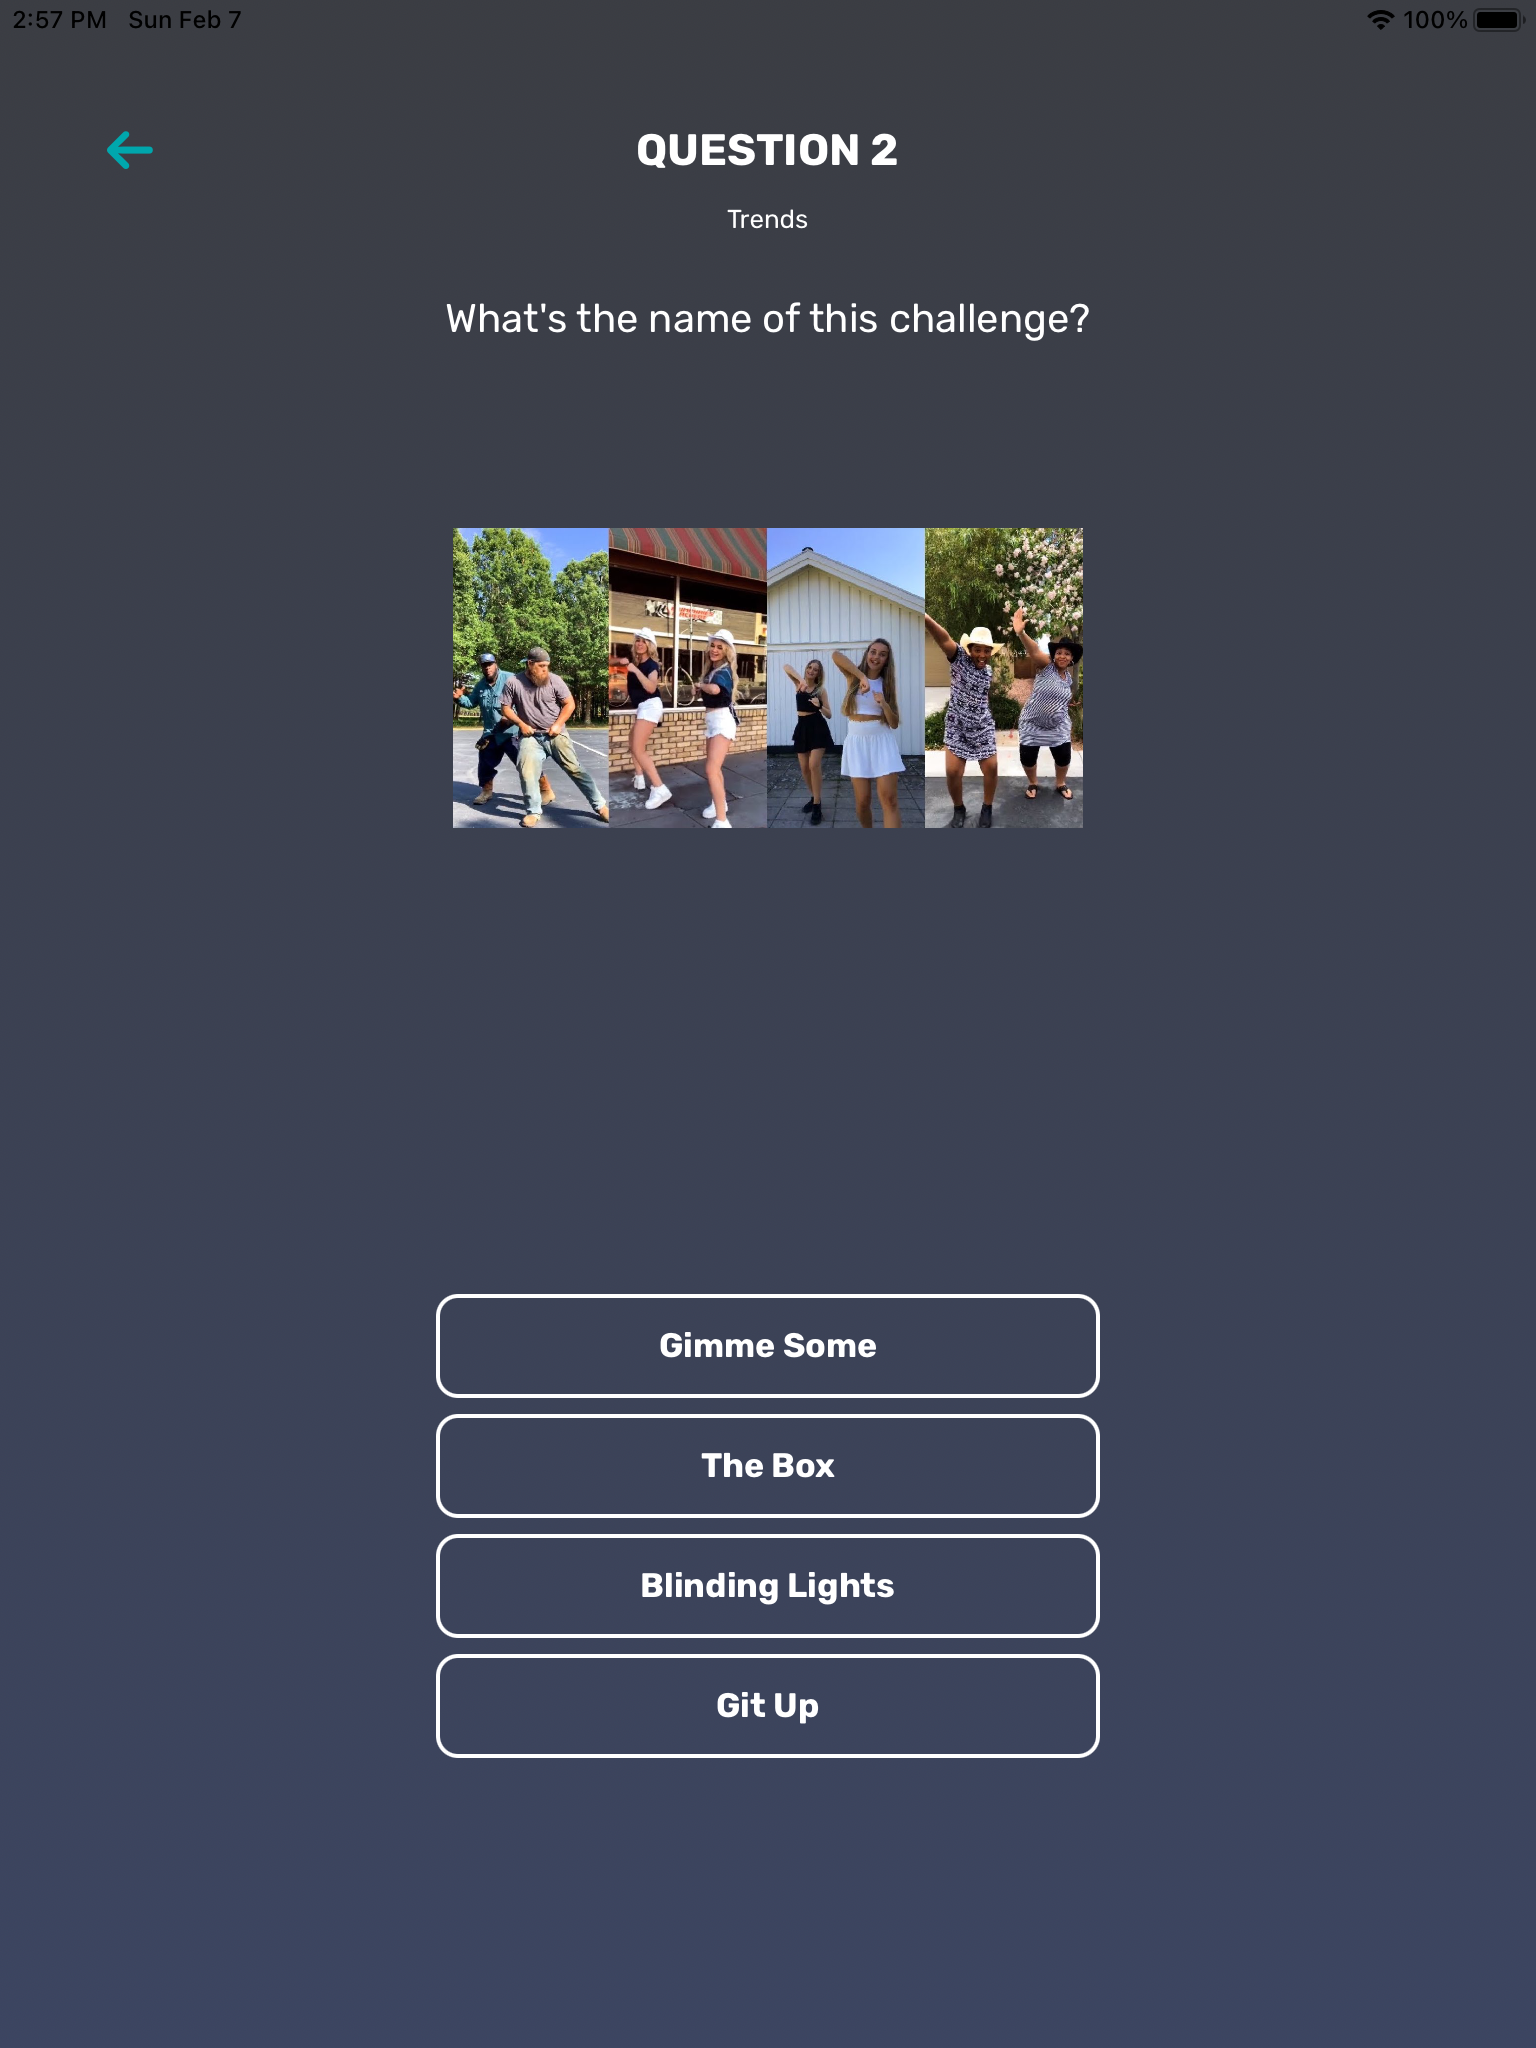 2:57 PM Sun Feb 7 100%
QUESTION 2
Trends
What's the name of this challenge?
Gimme Some
The Box
Blinding Lights
Git Up